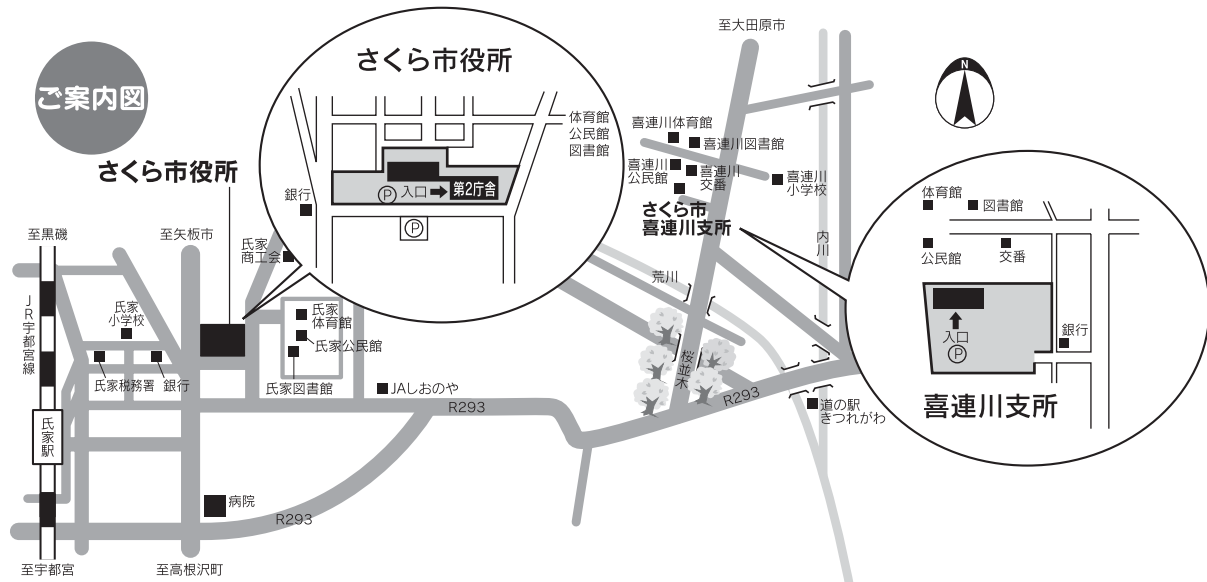 ご案内図
さくら市役所
さくら市役所
体育館
公民館
図書館
入口
第2庁舎
P
P
銀行
至黒磯
至矢板市
氏家
商工会
JR宇都宮線
氏家
小学校
氏家
体育館
氏家公民館
氏家図書館
氏家税務署
銀行
JAしおのや
R293
氏家駅
病院
R293
至宇都宮
至高根沢町
至大田原市
喜連川体育館
喜連川図書館
喜連川
公民館
喜連川
交番
喜連川
小学校
さくら市
喜連川支所
内川
荒川
桜並木
R293
道の駅
きつれがわ
N
体育館
図書館
公民館
交番
入口
P
銀行
喜連川支所